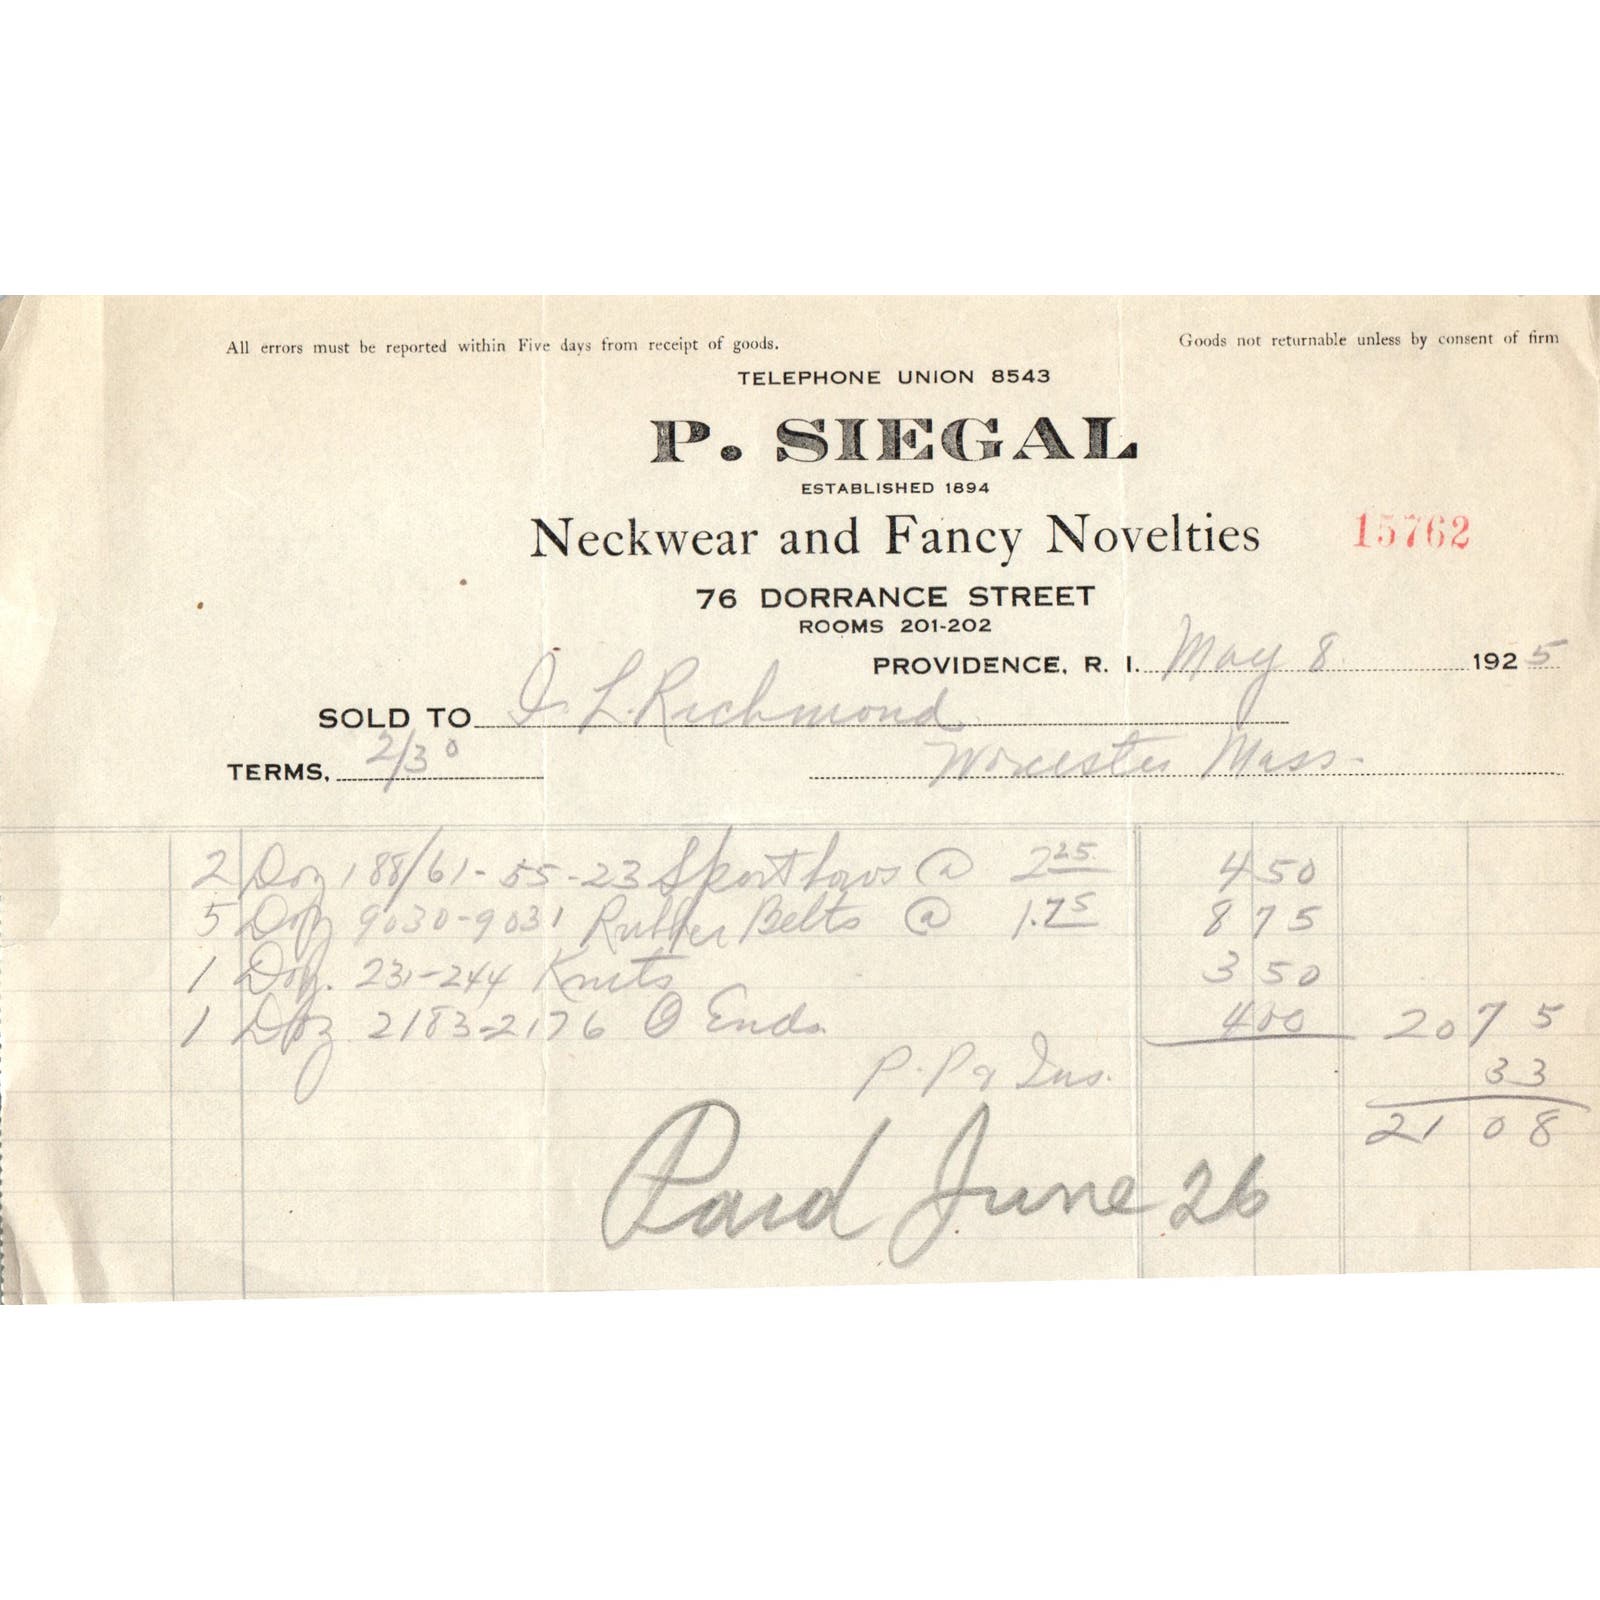 All errors must be reported within Five days from receipt of goods. Goods not returnable unless by consent of firm
TELEPHONE UNION 8543
P. SIEGAL
ESTABLISHED 1894
Neckwear and Fancy Novelties 15762
76 DORRANCE STREET
ROOMS 201-202
PROVIDENCE, R. I. May 8 1925
SOLD TO I. L. Richmond
TERMS, 2/30 Worcester Mass.
2 Doz 188/61-55-23 Sport bows @ 2 25 4 50
5 Doz 9030-9031 Rubber Belts @ 1.75 8 75
1 Doz. 231-244 Knits 3 50
1 Doz 2183-2176 O Ends 4 00 20 75
P.P & Ins. 33
21 08
Paid June 26